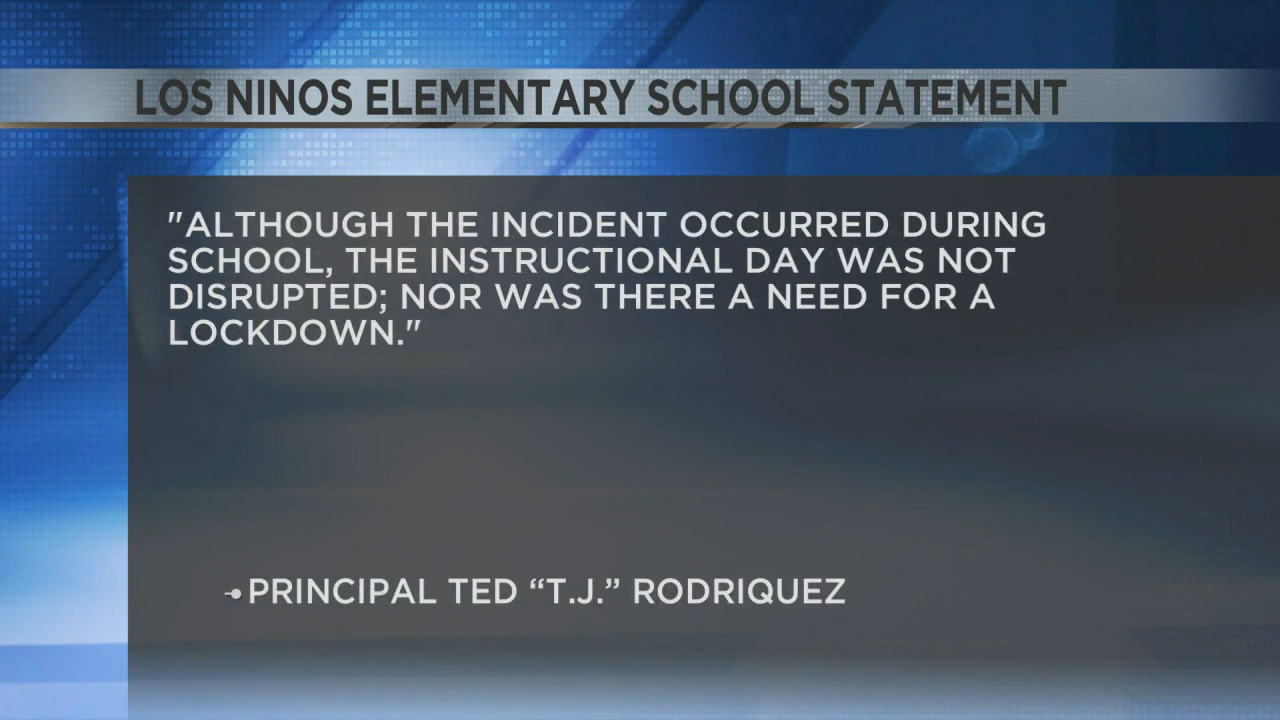 LOS NINOS ELEMENTARY SCHOOL STATEMENT
"ALTHOUGH THE INCIDENT OCCURRED DURING
SCHOOL, THE INSTRUCTIONAL DAY WAS NOT
DISRUPTED; NOR WAS THERE A NEED FOR A
LOCKDOWN."
PRINCIPAL TED “T.J.” RODRIQUEZ